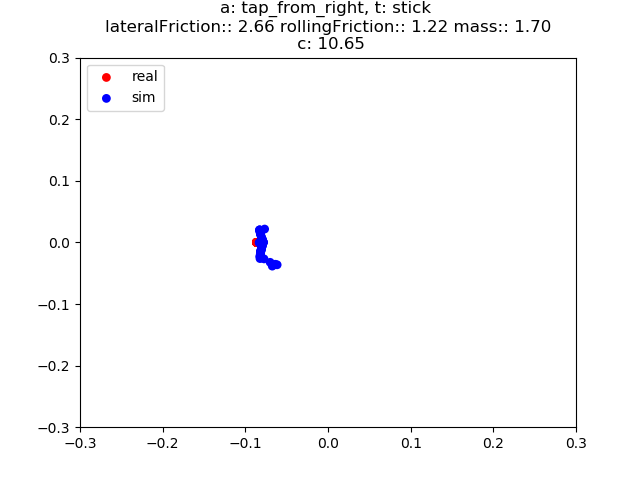 a: tap_from_right, t: stick
lateralFriction:: 2.66 rollingFriction:: 1.22 mass:: 1.70
c: 10.65
real
sim
0.3
0.2
0.1
0.0
−0.1
−0.2
−0.3
−0.3 −0.2 −0.1 0.0 0.1 0.2 0.3